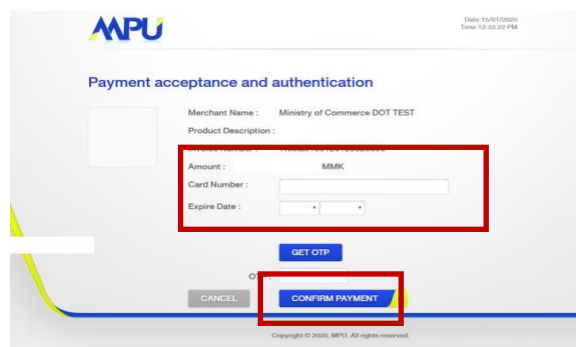 MPU
Date:15/01/2020
Time:12:33:22 PM
Payment acceptance and authentication
Merchant Name : Ministry of Commerce DOT TEST
Product Description :
Amount : MMK
Card Number :
Expire Date :
GET OTP
CANCEL
CONFIRM PAYMENT
Copyright © 2020, MPU. All rights reserved.